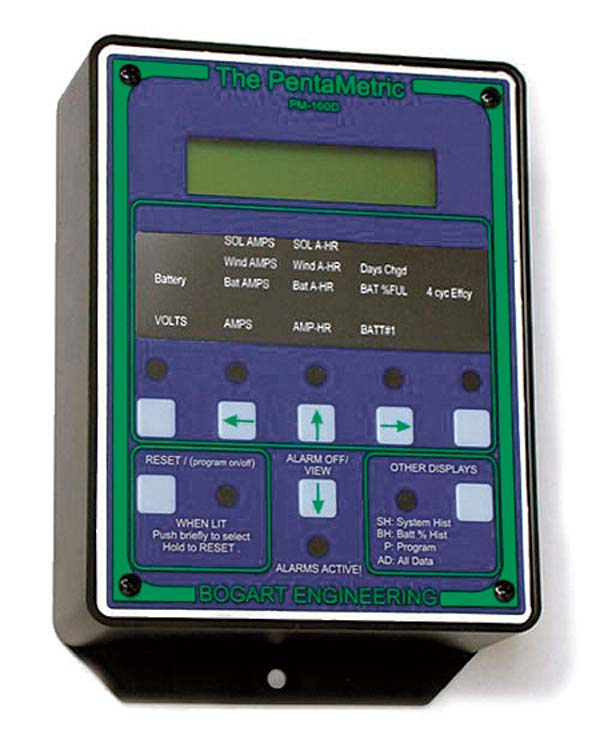 The PentaMetric
PM-100D
SOL AMPS SOL A-HR
Wind AMPS Wind A-HR Days Chgd
Battery Bat AMPS Bat A-HR BAT %FUL 4 cyc Effcy
VOLTS AMPS AMP-HR BATT#1
RESET / (program on/off)
ALARM OFF/
VIEW
OTHER DISPLAYS
WHEN LIT
Push briefly to select
Hold to RESET .
SH: System Hist
BH: Batt % Hist
P: Program
AD: All Data
ALARMS ACTIVE!
BOGART ENGINEERING